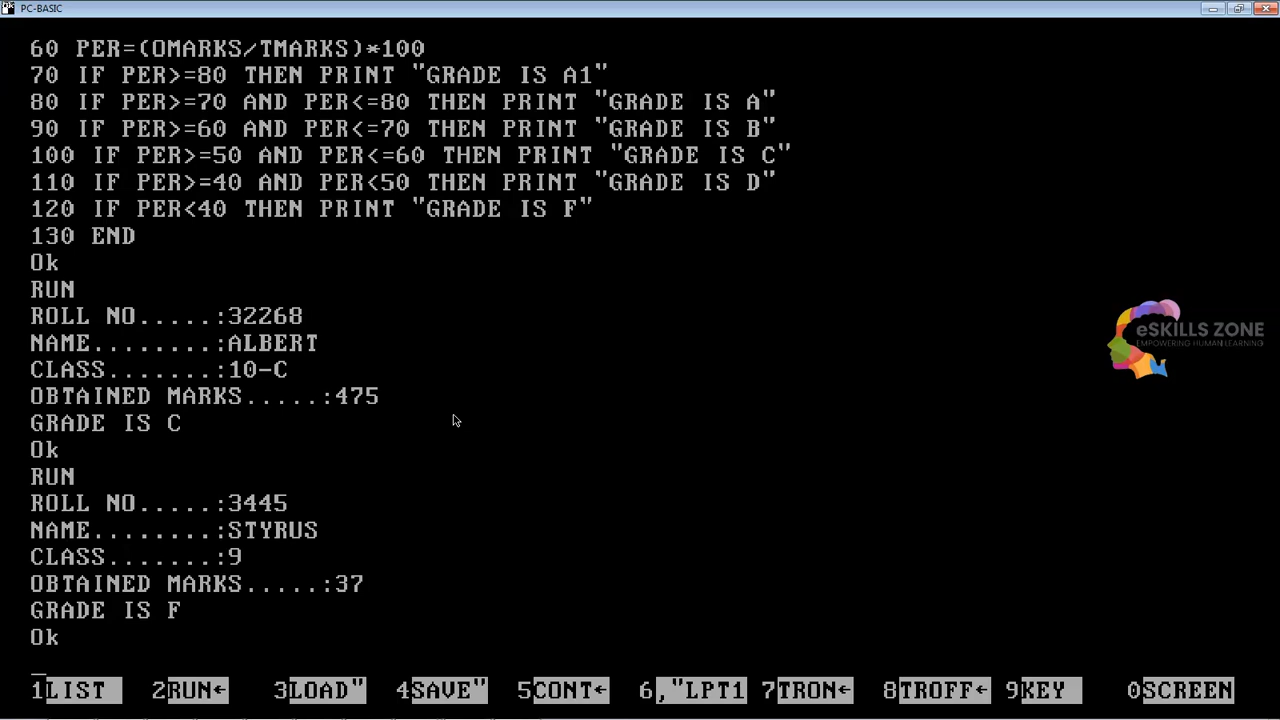 PC-BASIC
60 PER=(OMARKS/TMARKS)*100
70 IF PER>=80 THEN PRINT "GRADE IS A1"
80 IF PER>=70 AND PER<=80 THEN PRINT "GRADE IS A"
90 IF PER>=60 AND PER<=70 THEN PRINT "GRADE IS B"
100 IF PER>=50 AND PER<=60 THEN PRINT "GRADE IS C"
110 IF PER>=40 AND PER<50 THEN PRINT "GRADE IS D"
120 IF PER<40 THEN PRINT "GRADE IS F"
130 END
Ok
RUN
ROLL NO.....:32268
NAME........:ALBERT
CLASS.......:10-C
OBTAINED MARKS.....:475
GRADE IS C
Ok
RUN
ROLL NO.....:3445
NAME........:STYRUS
CLASS.......:9
OBTAINED MARKS.....:37
GRADE IS F
Ok
eSKILLS ZONE
EMPOWERING HUMAN LEARNING
1LIST 2RUN← 3LOAD" 4SAVE" 5CONT← 6,"LPT1 7TRON← 8TROFF← 9KEY 0SCREEN